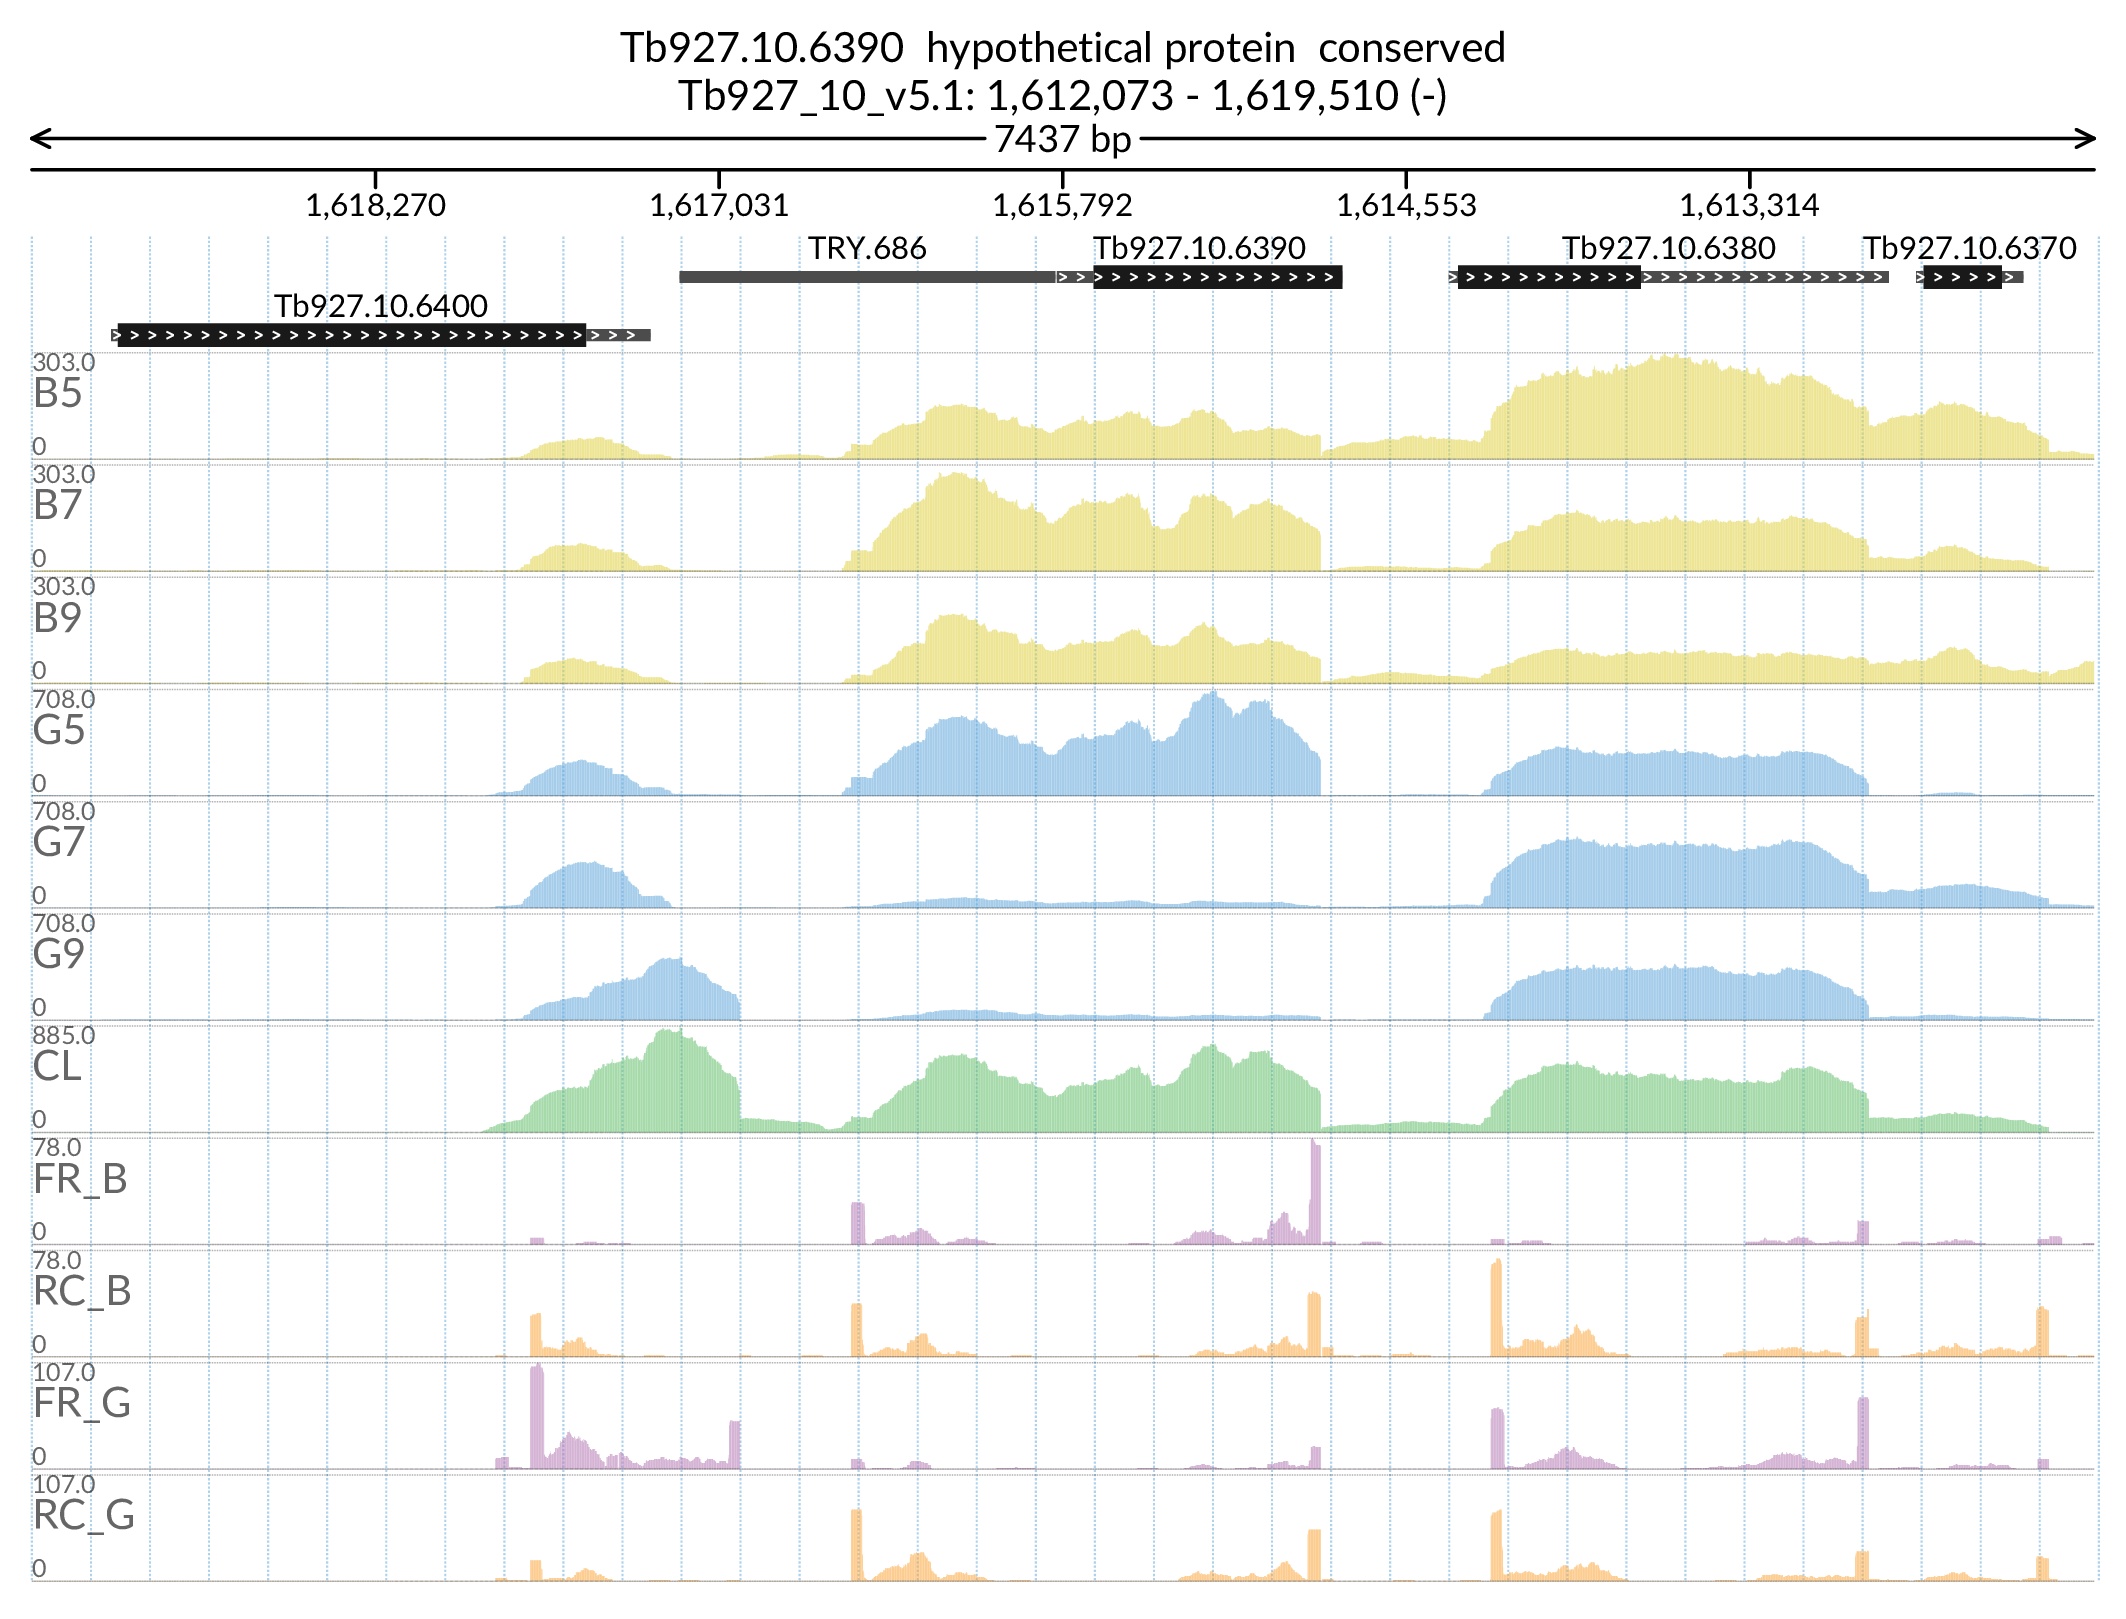 Tb927.10.6390  hypothetical protein  conserved
Tb927_10_v5.1: 1,612,073 - 1,619,510 (-)
7437 bp
1,618,270 1,617,031 1,615,792 1,614,553 1,613,314
TRY.686 Tb927.10.6390 Tb927.10.6380 Tb927.10.6370
Tb927.10.6400
303.0
B5
0
303.0
B7
0
303.0
B9
0
708.0
G5
0
708.0
G7
0
708.0
G9
0
885.0
CL
0
78.0
FR_B
0
78.0
RC_B
0
107.0
FR_G
0
107.0
RC_G
0